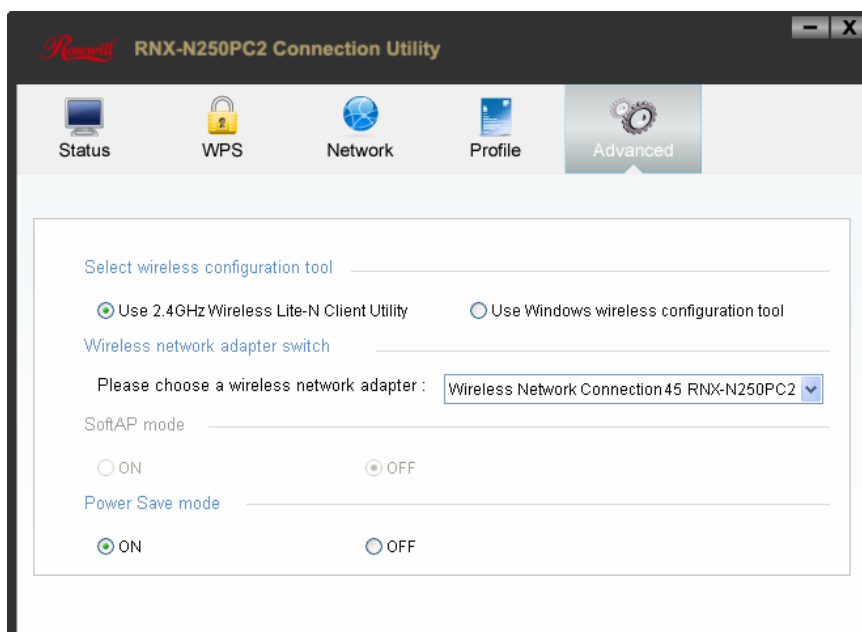 Rosewill RNX-N250PC2 Connection Utility
Status WPS Network Profile Advanced
Select wireless configuration tool
Use 2.4GHz Wireless Lite-N Client Utility Use Windows wireless configuration tool
Wireless network adapter switch
Please choose a wireless network adapter : Wireless Network Connection45 RNX-N250PC2
SoftAP mode
ON OFF
Power Save mode
ON OFF